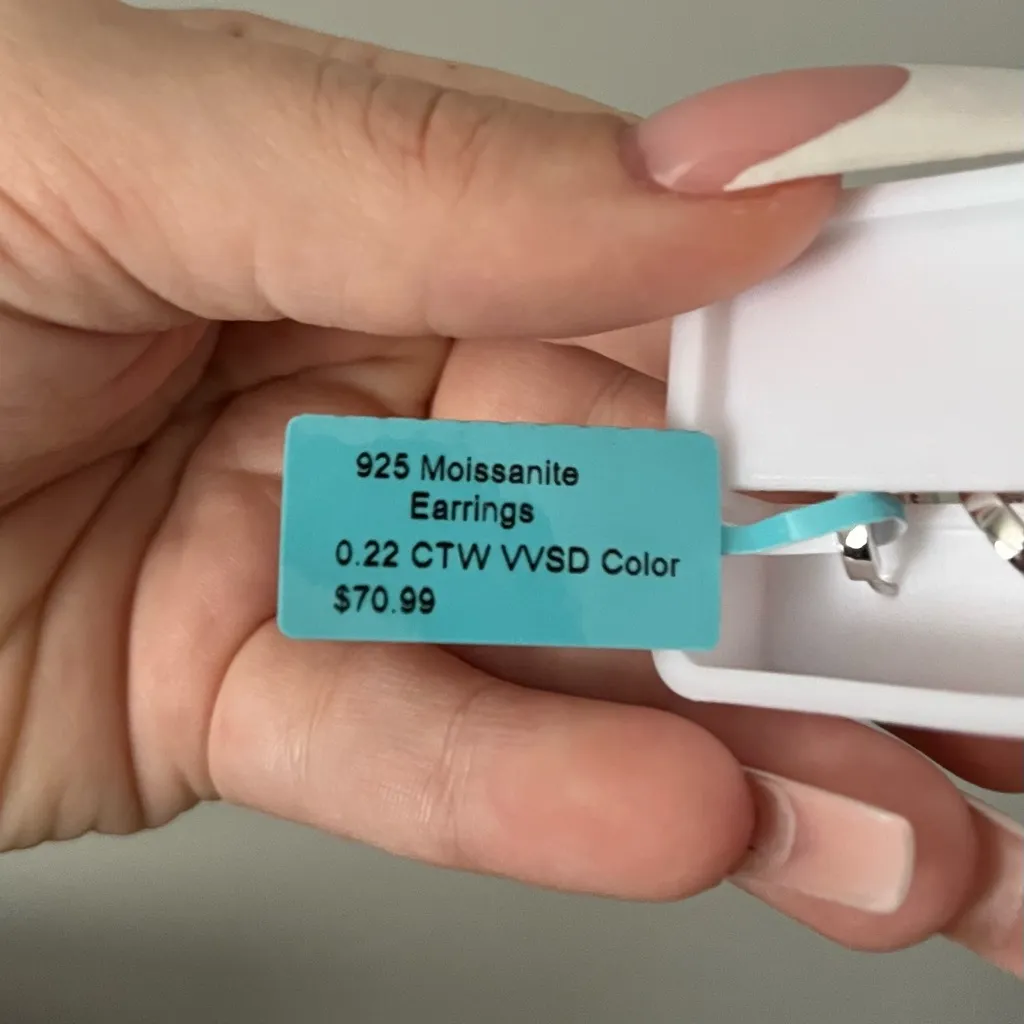 925 Moissanite
Earrings
0.22 CTW VVSD Color
$70.99